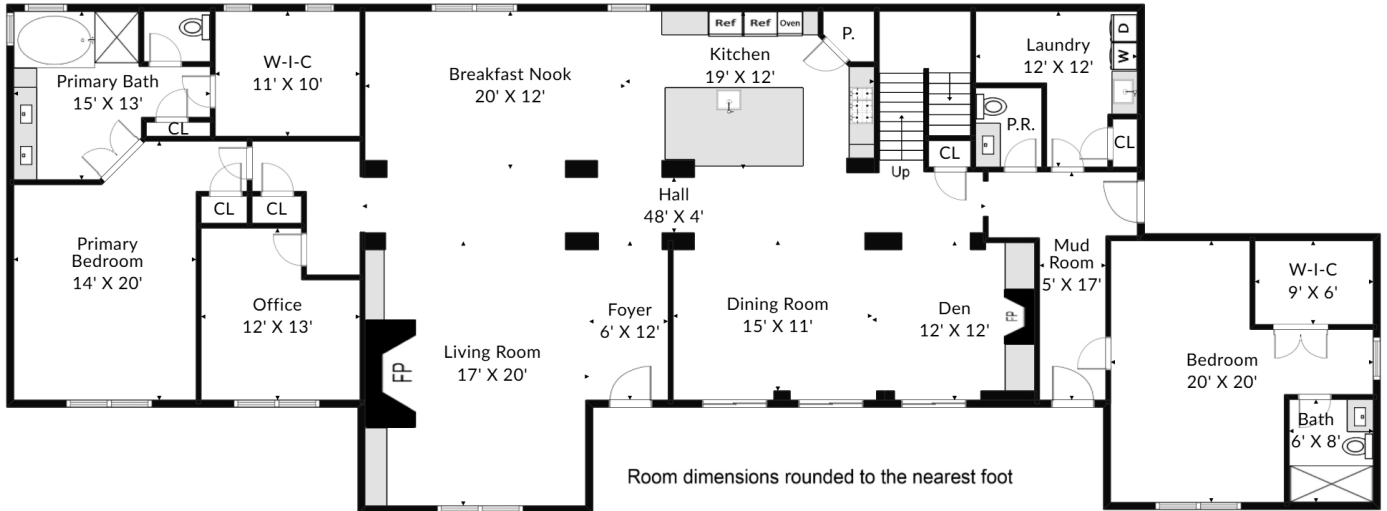 Primary Bath
15' X 13'
CL
W-I-C
11' X 10'
Breakfast Nook
20' X 12'
Ref
Ref
Oven
Kitchen
19' X 12'
P.
Up
CL
Laundry
12' X 12'
D
W
P.R.
CL
Hall
48' X 4'
CL
CL
Primary
Bedroom
14' X 20'
Office
12' X 13'
FP
Living Room
17' X 20'
Foyer
6' X 12'
Dining Room
15' X 11'
Den
12' X 12'
FP
Mud
Room
5' X 17'
W-I-C
9' X 6'
Bedroom
20' X 20'
Bath
6' X 8'
Room dimensions rounded to the nearest foot